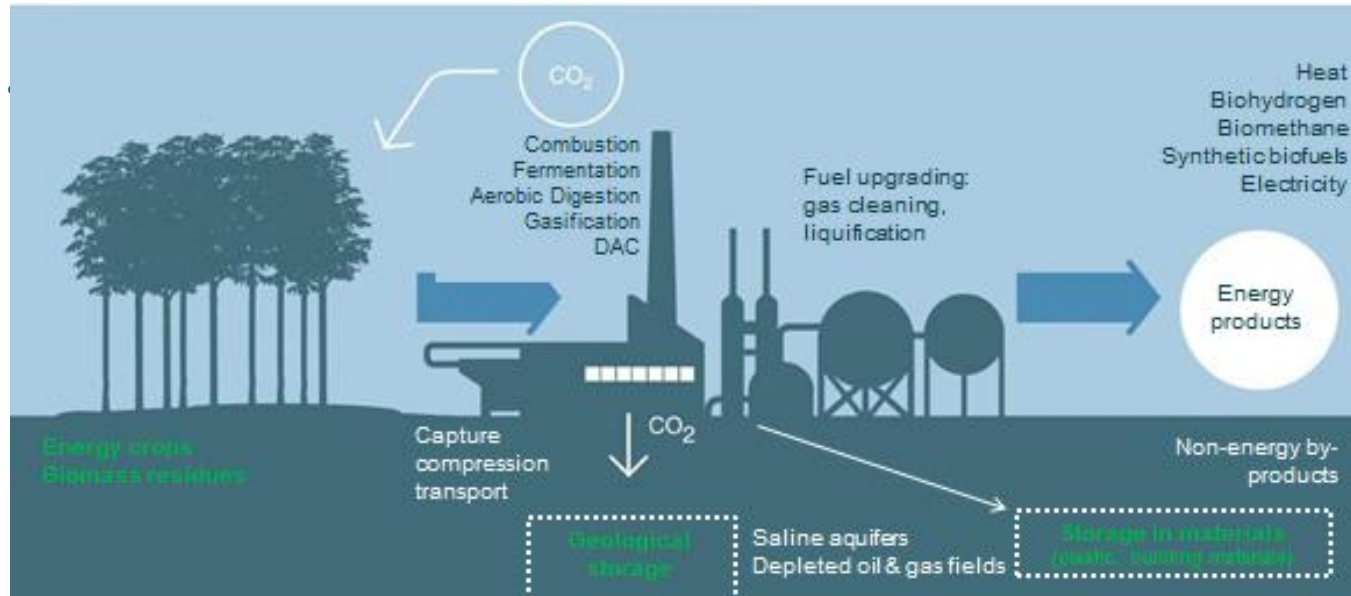 CO₂
Combustion
Fermentation
Aerobic Digestion
Gasification
DAC
Fuel upgrading:
gas cleaning,
liquification
Heat
Biohydrogen
Biomethane
Synthetic biofuels
Electricity
Energy
products
Energy crops
Biomass residues
Capture
compression
transport
CO₂
Geological
storage
Saline aquifers
Depleted oil & gas fields
Non-energy by-
products
Storage in materials
building materials)